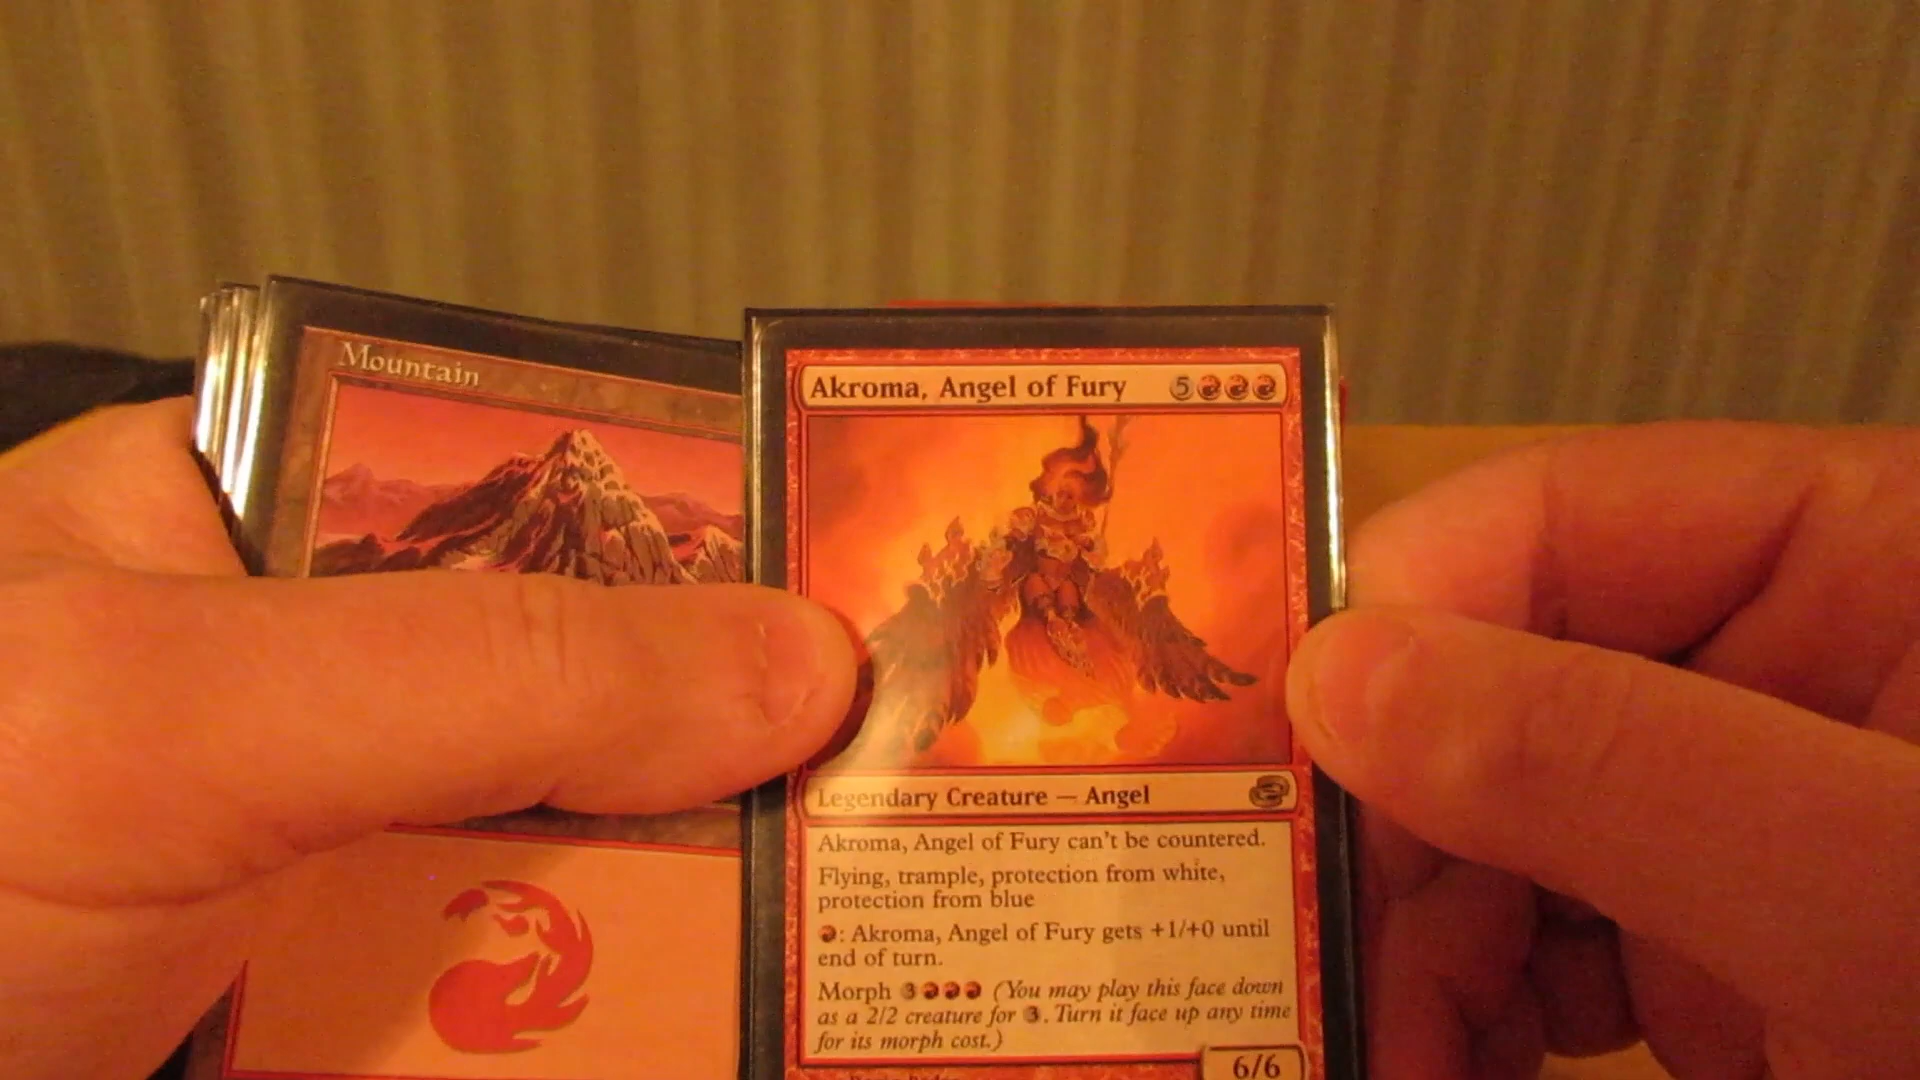 Mountain
Akroma, Angel of Fury 5
Legendary Creature — Angel
Akroma, Angel of Fury can't be countered.
Flying, trample, protection from white,
protection from blue
: Akroma, Angel of Fury gets +1/+0 until
end of turn.
Morph 3 (You may play this face down
as a 2/2 creature for 3. Turn it face up any time
for its morph cost.)
6/6